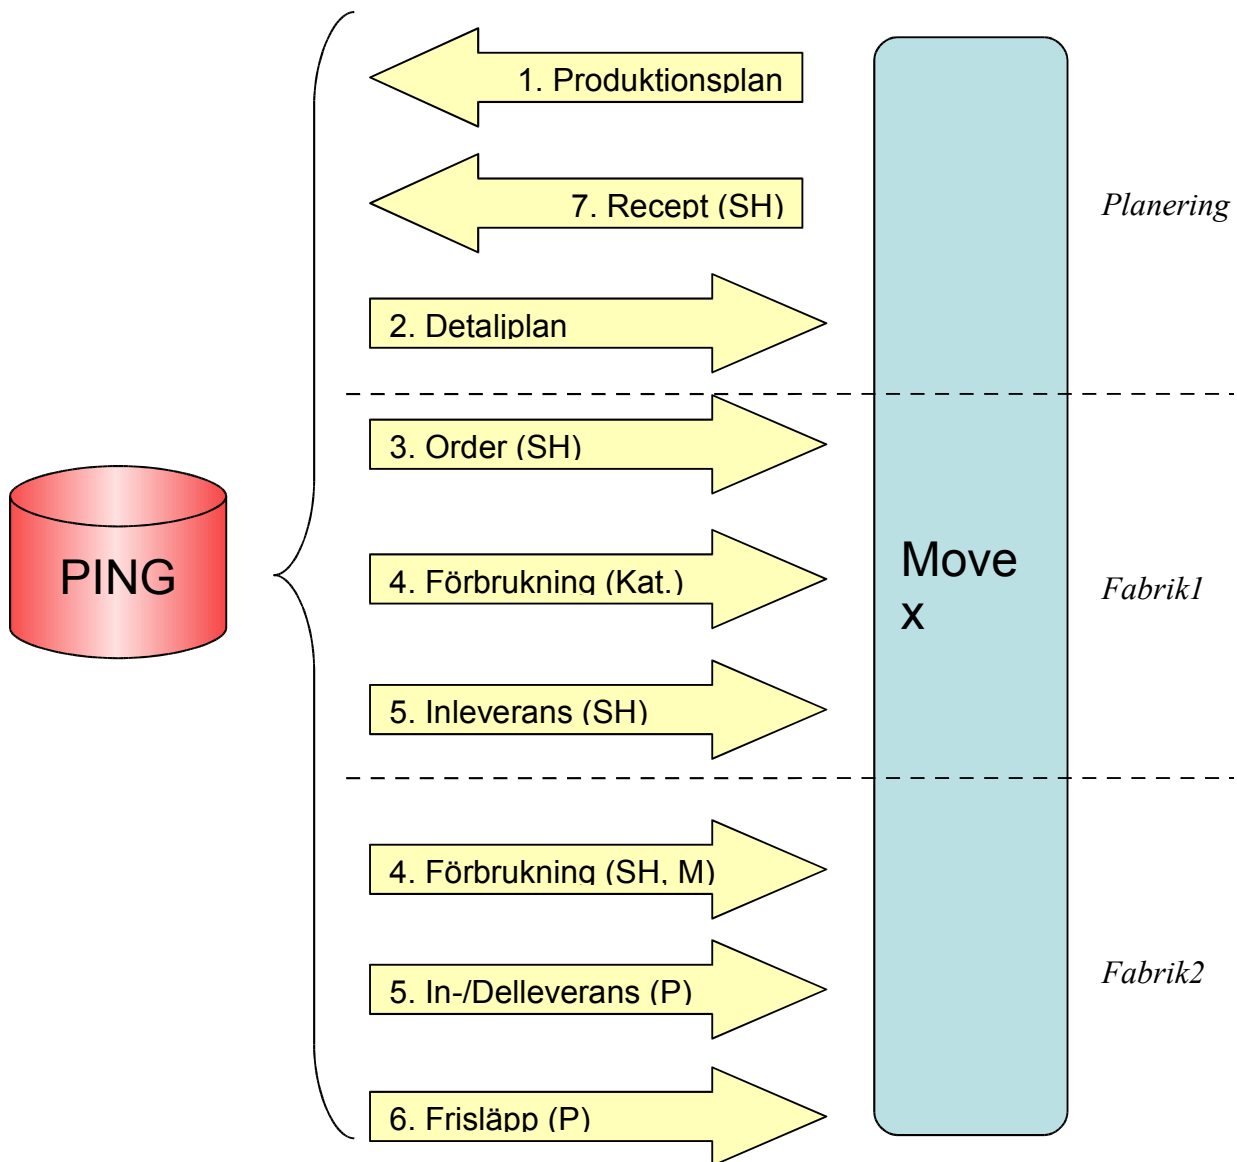 1. Produktionsplan
7. Recept (SH)
Planering
2. Detaljplan
3. Order (SH)
PING
4. Förbrukning (Kat.)
Move
x
Fabrik1
5. Inleverans (SH)
4. Förbrukning (SH, M)
5. In-/Delleverans (P)
Fabrik2
6. Frisläpp (P)